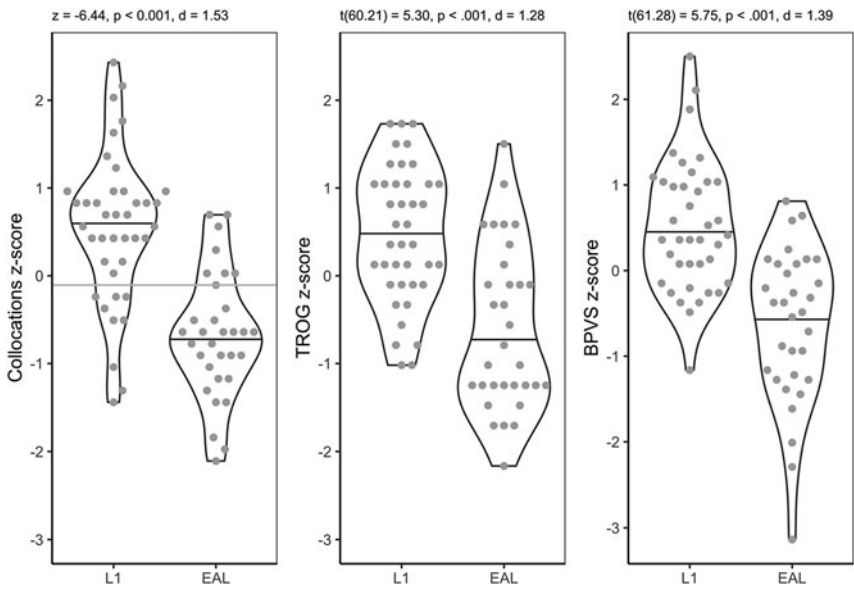 z = -6.44, p < 0.001, d = 1.53
Collocations z-score
2
1
0
-1
-2
-3
L1 EAL
t(60.21) = 5.30, p < .001, d = 1.28
TROG z-score
2
1
0
-1
-2
-3
L1 EAL
t(61.28) = 5.75, p < .001, d = 1.39
BPVS z-score
2
1
0
-1
-2
-3
L1 EAL